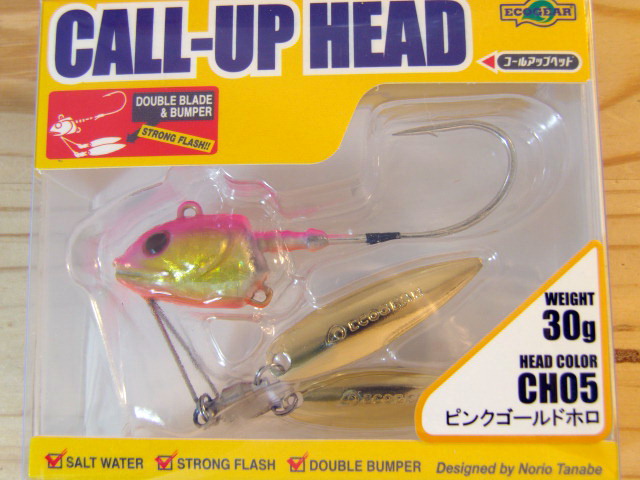 CALL-UP HEAD
ECOGEAR
コールアップヘッド
DOUBLE BLADE
& BUMPER
STRONG FLASH!!
ECOGEAR
ECOGEAR
WEIGHT
30g
HEAD COLOR
CH05
ピンクゴールドホロ
SALT WATER
STRONG FLASH
DOUBLE BUMPER
Designed by Norio Tanabe